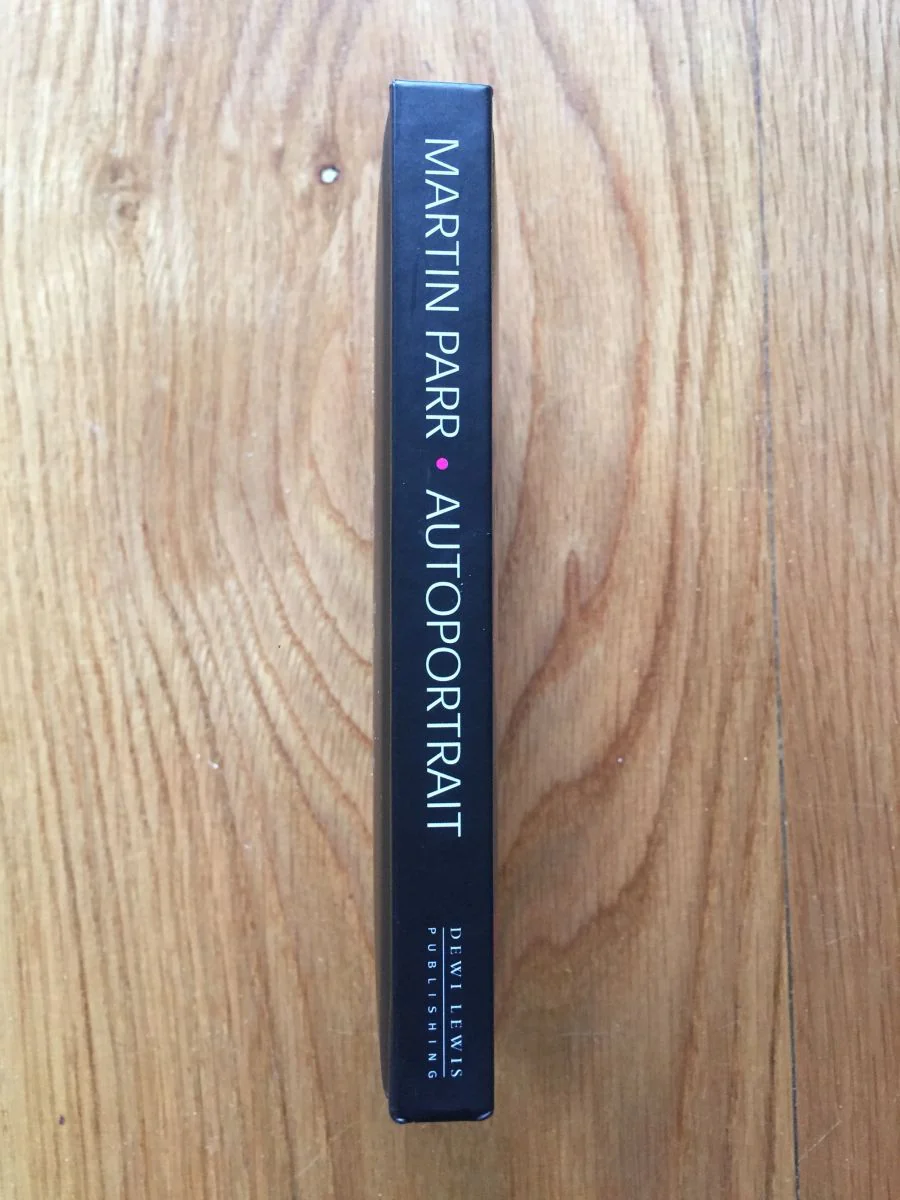 MARTIN PARR • AUTOPORTRAIT
DEWI LEWIS
PUBLISHING